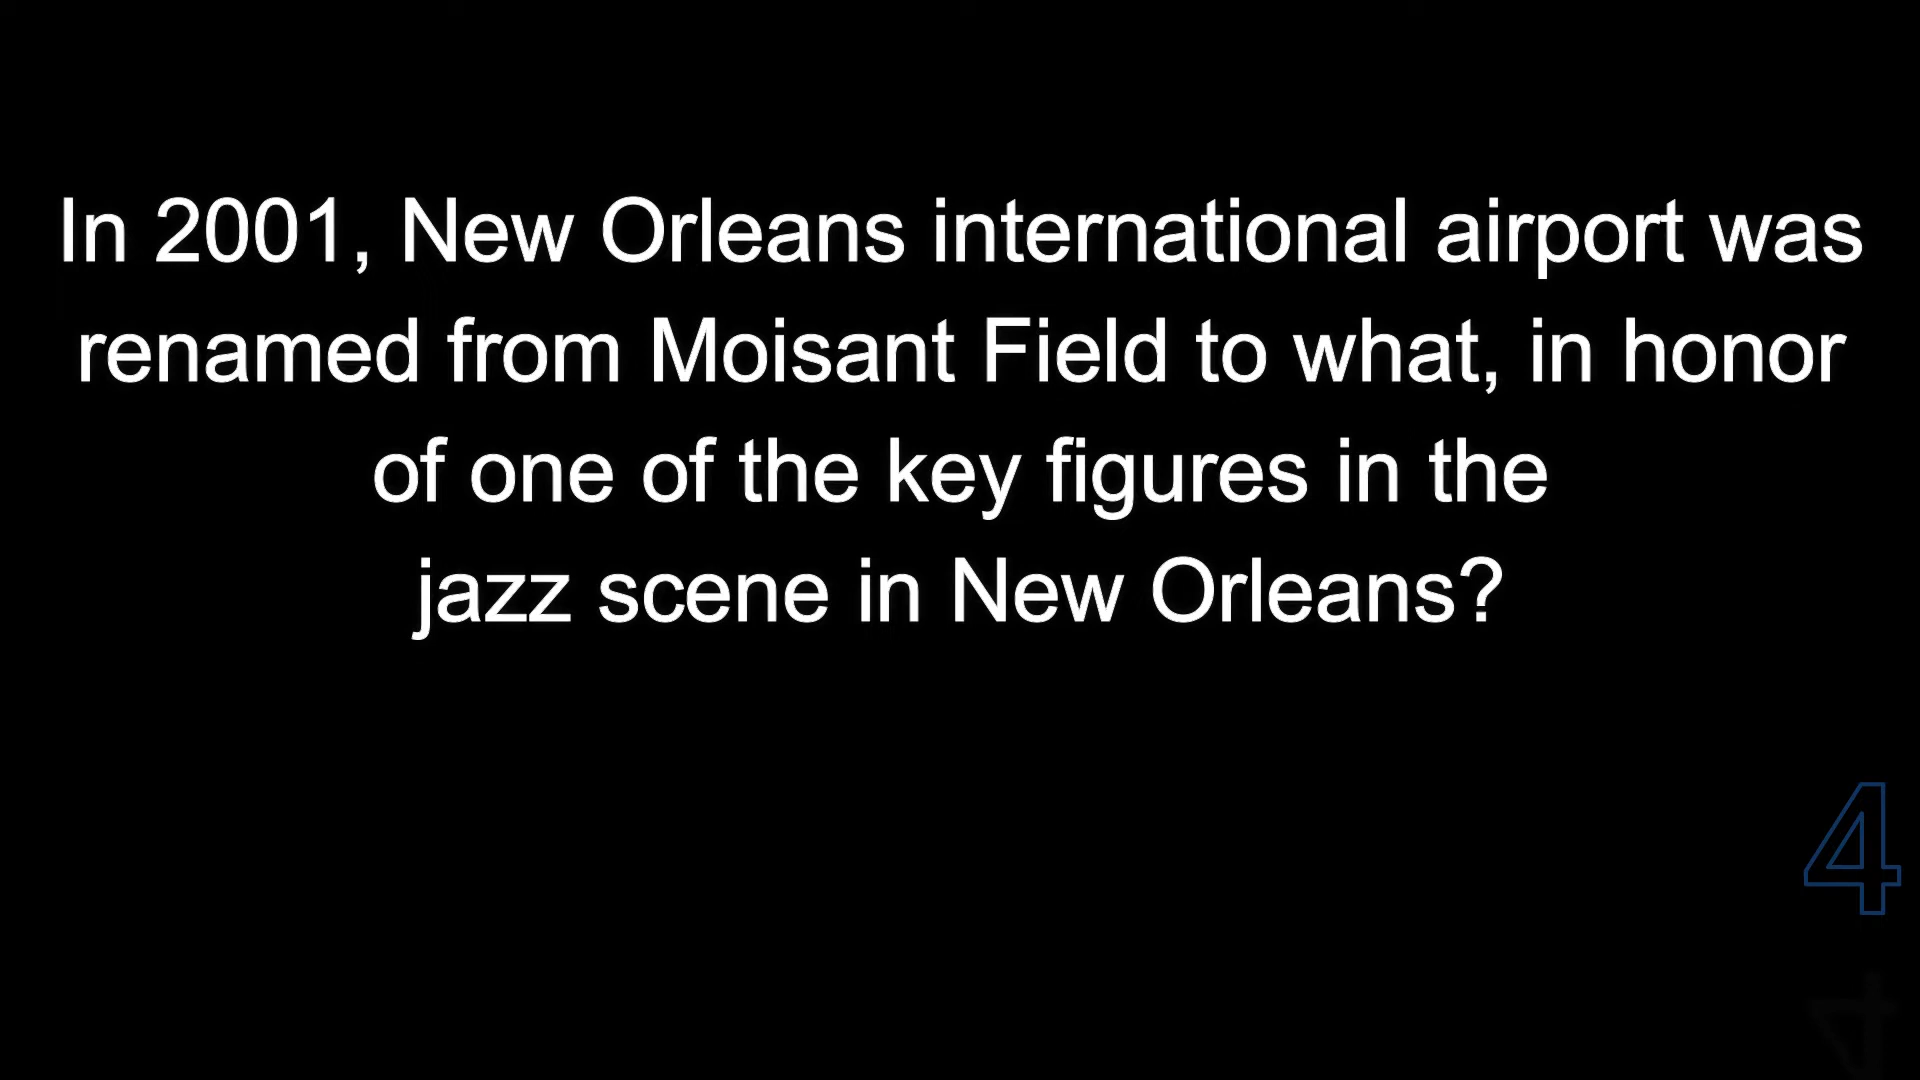 In 2001, New Orleans international airport was
renamed from Moisant Field to what, in honor
of one of the key figures in the
jazz scene in New Orleans?
4